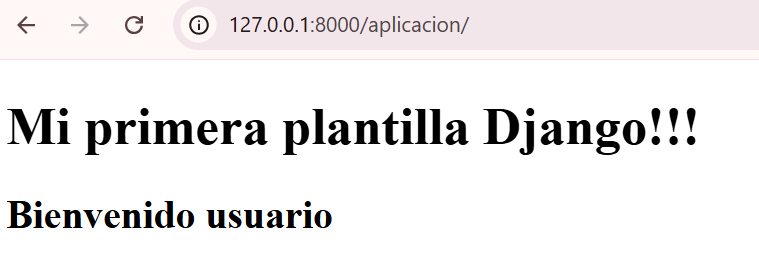 127.0.0.1:8000/aplicacion/
Mi primera plantilla Django!!!
Bienvenido usuario